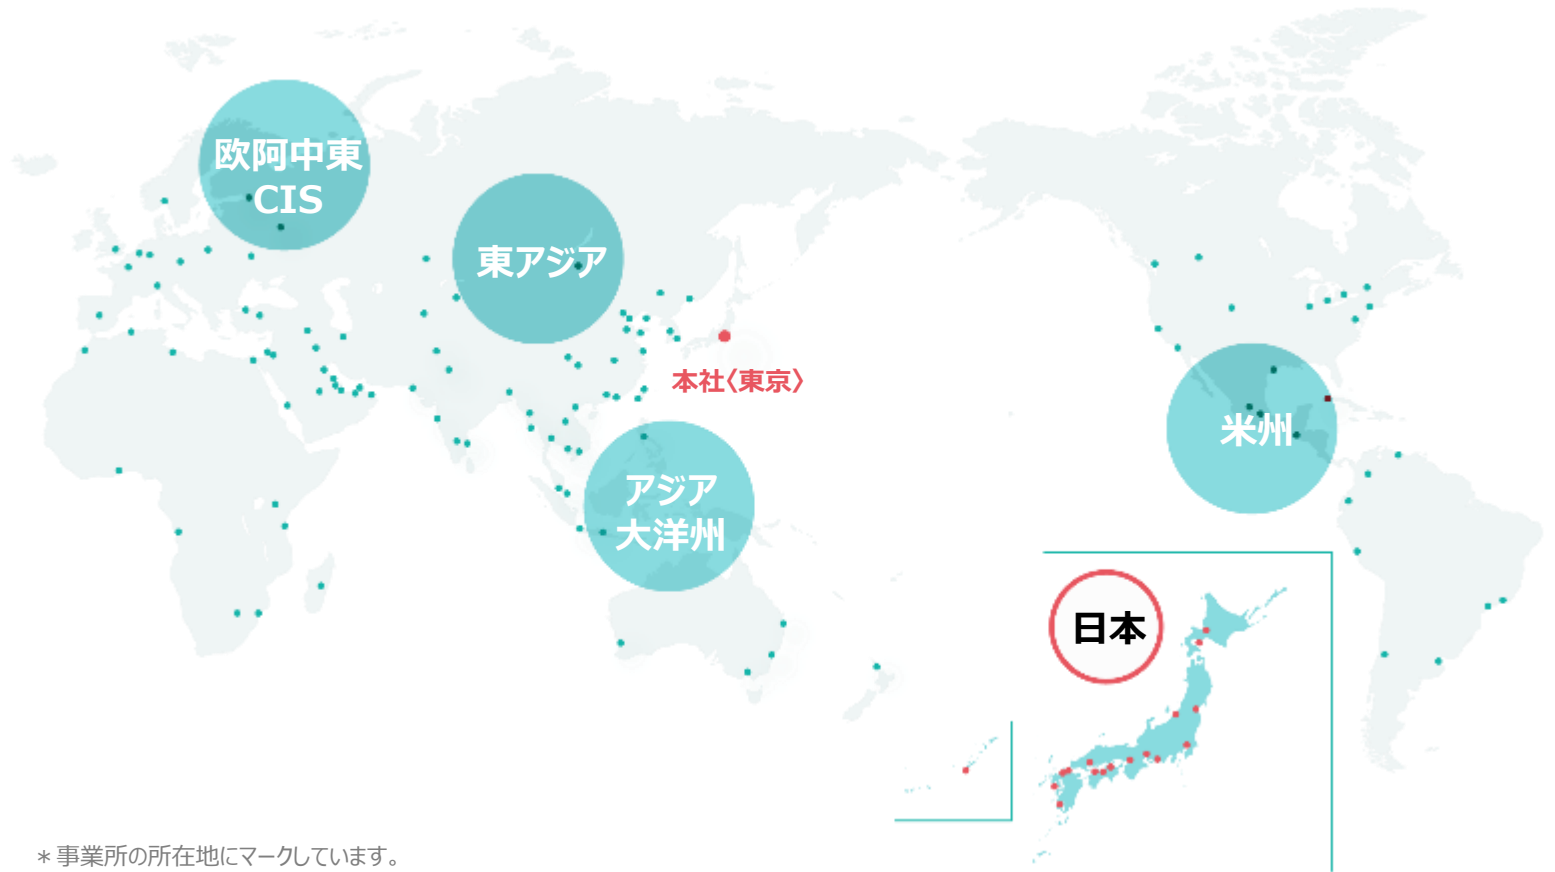 欧阿中東
CIS
東アジア
本社〈東京〉
米州
アジア
大洋州
日本
＊事業所の所在地にマークしています。